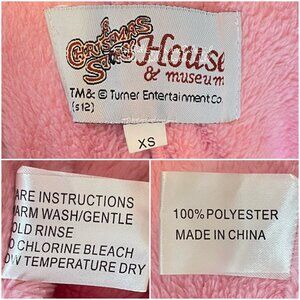 A
CHRISTMAS
STORY
House
& museum
TM& © Turner Entertainment Co.
(s12)
XS
ARE INSTRUCTIONS
ARM WASH/GENTLE
OLD RINSE
O CHLORINE BLEACH
OW TEMPERATURE DRY
100%POLYESTER
MADE IN CHINA